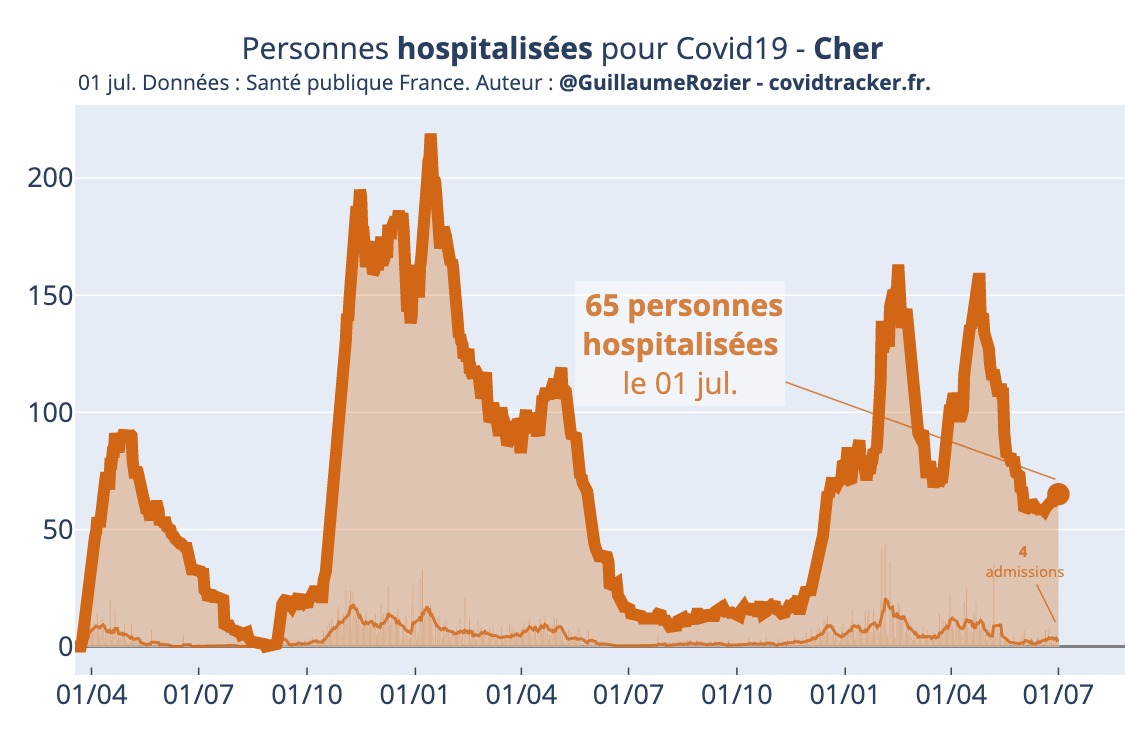 Personnes hospitalisées pour Covid19 - Cher
01 jul. Données : Santé publique France. Auteur : @GuillaumeRozier - covidtracker.fr.
200
150
100
50
0
65 personnes
hospitalisées
le 01 jul.
4
admissions
01/04 01/07 01/10 01/01 01/04 01/07 01/10 01/01 01/04 01/07